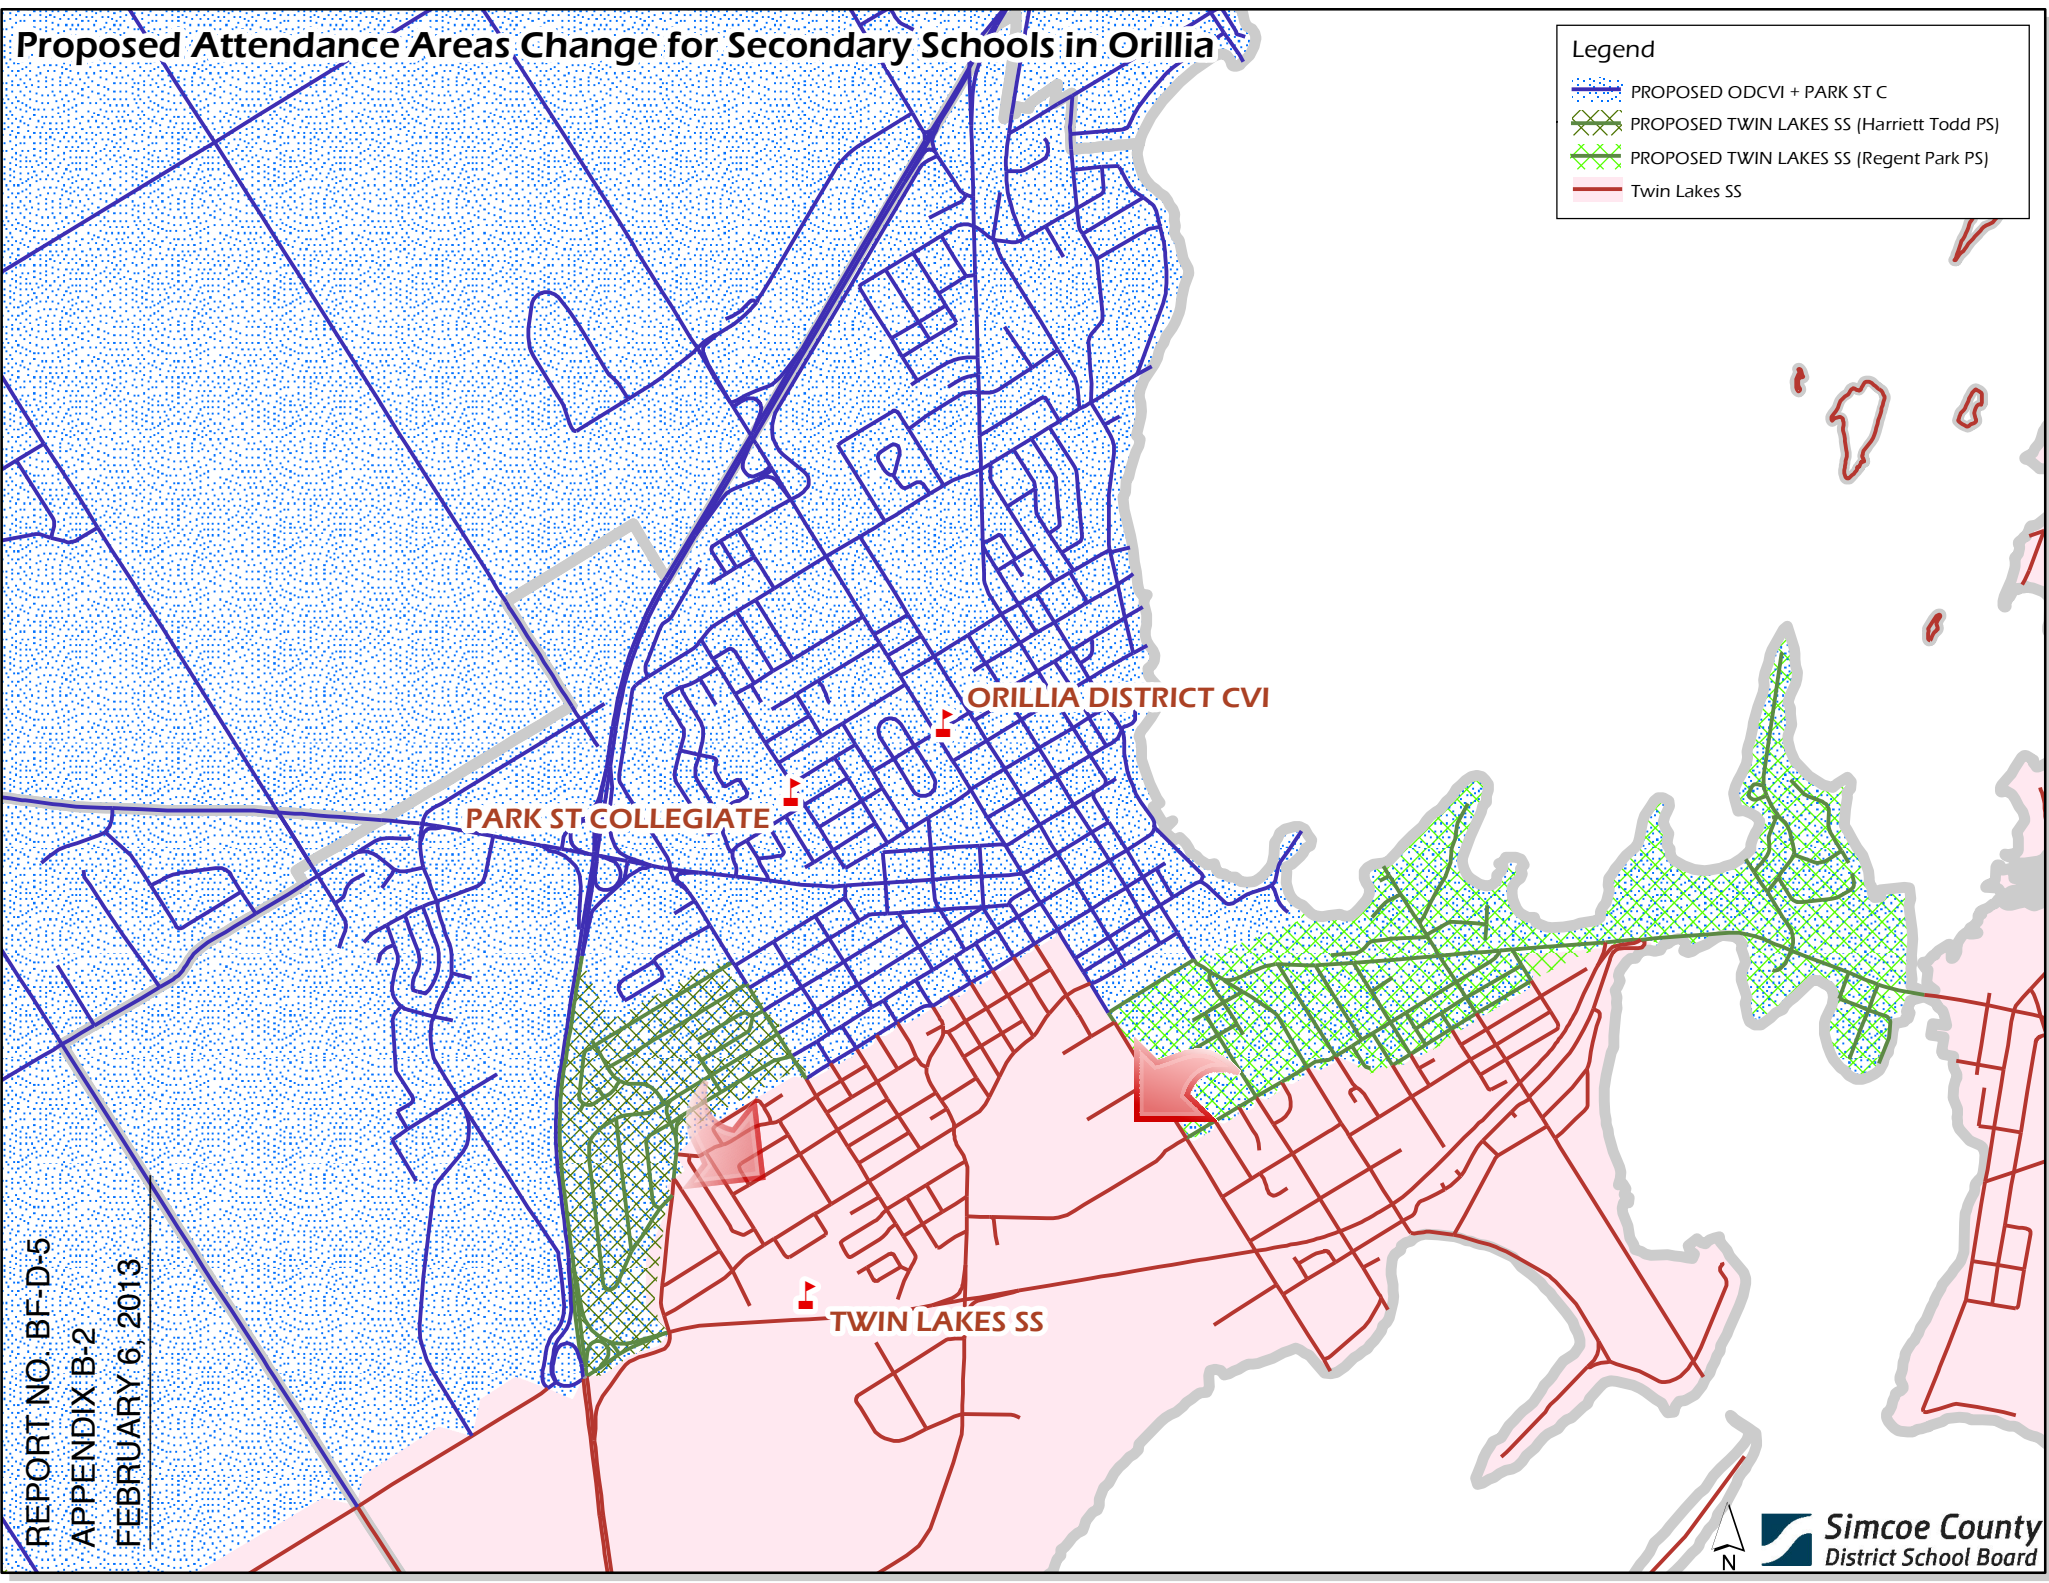 Proposed Attendance Areas Change for Secondary Schools in Orillia
Legend
PROPOSED ODCVI + PARK ST C
PROPOSED TWIN LAKES SS (Harriett Todd PS)
PROPOSED TWIN LAKES SS (Regent Park PS)
Twin Lakes SS
ORILLIA DISTRICT CVI
PARK ST COLLEGIATE
TWIN LAKES SS
REPORT NO. BF-D-5
APPENDIX B-2
FEBRUARY 6, 2013
N
Simcoe County
District School Board